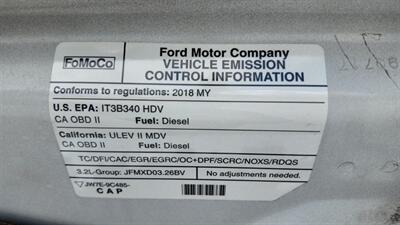 FoMoCo
Ford Motor Company
VEHICLE EMISSION
CONTROL INFORMATION
Conforms to regulations: 2018 MY
U.S. EPA: IT3B340 HDV
CA OBD II Fuel: Diesel
California: ULEV II MDV
CA OBD II Fuel: Diesel
TC/DFI/CAC/EGR/EGRC/OC+DPF/SCRC/NOXS/RDQS
3.2L-Group: JFMXD03.26BV No adjustments needed.
JW7E-9C485-
CAP